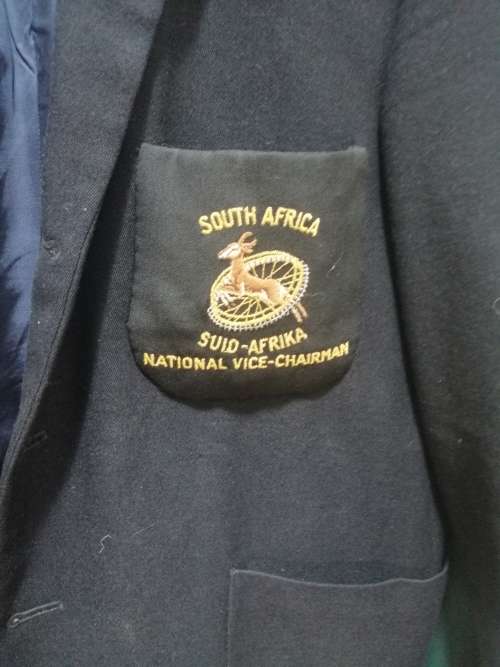 SOUTH AFRICA
SUID-AFRIKA
NATIONAL VICE-CHAIRMAN